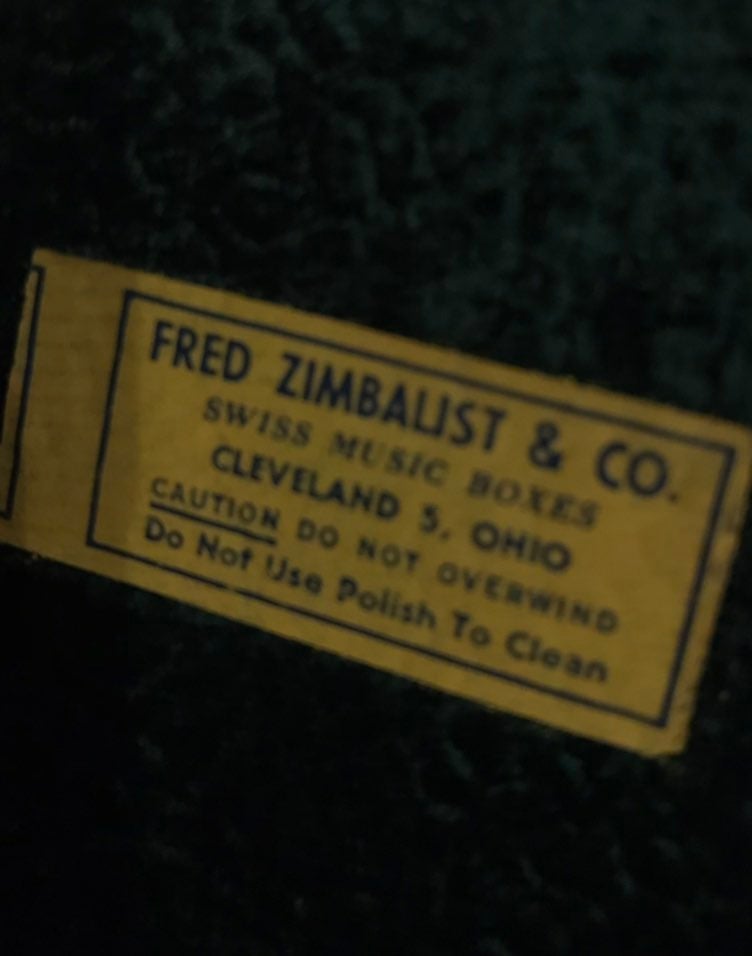 FRED ZIMBALIST & CO.
SWISS MUSIC BOXES
CLEVELAND 5, OHIO
CAUTION DO NOT OVERWIND
Do Not Use Polish To Clean